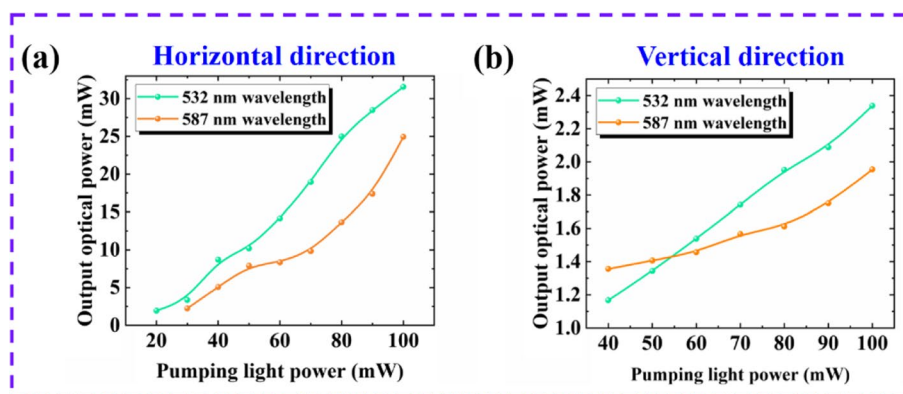 (a)
Horizontal direction
532 nm wavelength
587 nm wavelength
Output optical power (mW)
30
25
20
15
10
5
0
20 40 60 80 100
Pumping light power (mW)
(b)
Vertical direction
532 nm wavelength
587 nm wavelength
Output optical power (mW)
2.4
2.2
2.0
1.8
1.6
1.4
1.2
1.0
40 50 60 70 80 90 100
Pumping light power (mW)